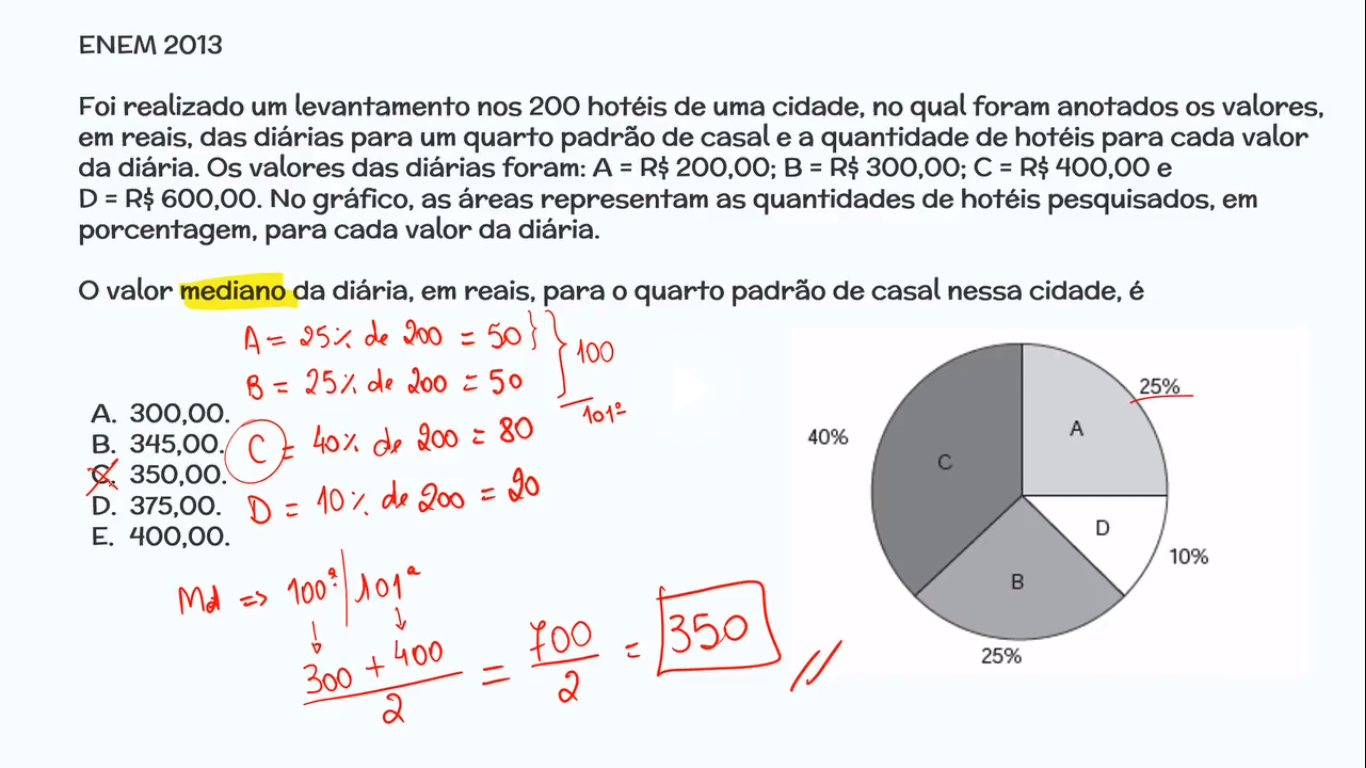 ENEM 2013
Foi realizado um levantamento nos 200 hotéis de uma cidade, no qual foram anotados os valores,
em reais, das diárias para um quarto padrão de casal e a quantidade de hotéis para cada valor
da diária. Os valores das diárias foram: A = R$ 200,00; B = R$ 300,00; C = R$ 400,00 e
D = R$ 600,00. No gráfico, as áreas representam as quantidades de hotéis pesquisados, em
porcentagem, para cada valor da diária.
O valor mediano da diária, em reais, para o quarto padrão de casal nessa cidade, é
A = 25% de 200 = 50
B = 25% de 200 = 50
100
101º
C = 40% de 200 = 80
D = 10% de 200 = 20
A. 300,00.
B. 345,00.
C. 350,00.
D. 375,00.
E. 400,00.
Md => 100ª | 101ª
300 + 400 / 2 = 700 / 2 = 350 //
25%
A
40%
C
D
10%
B
25%